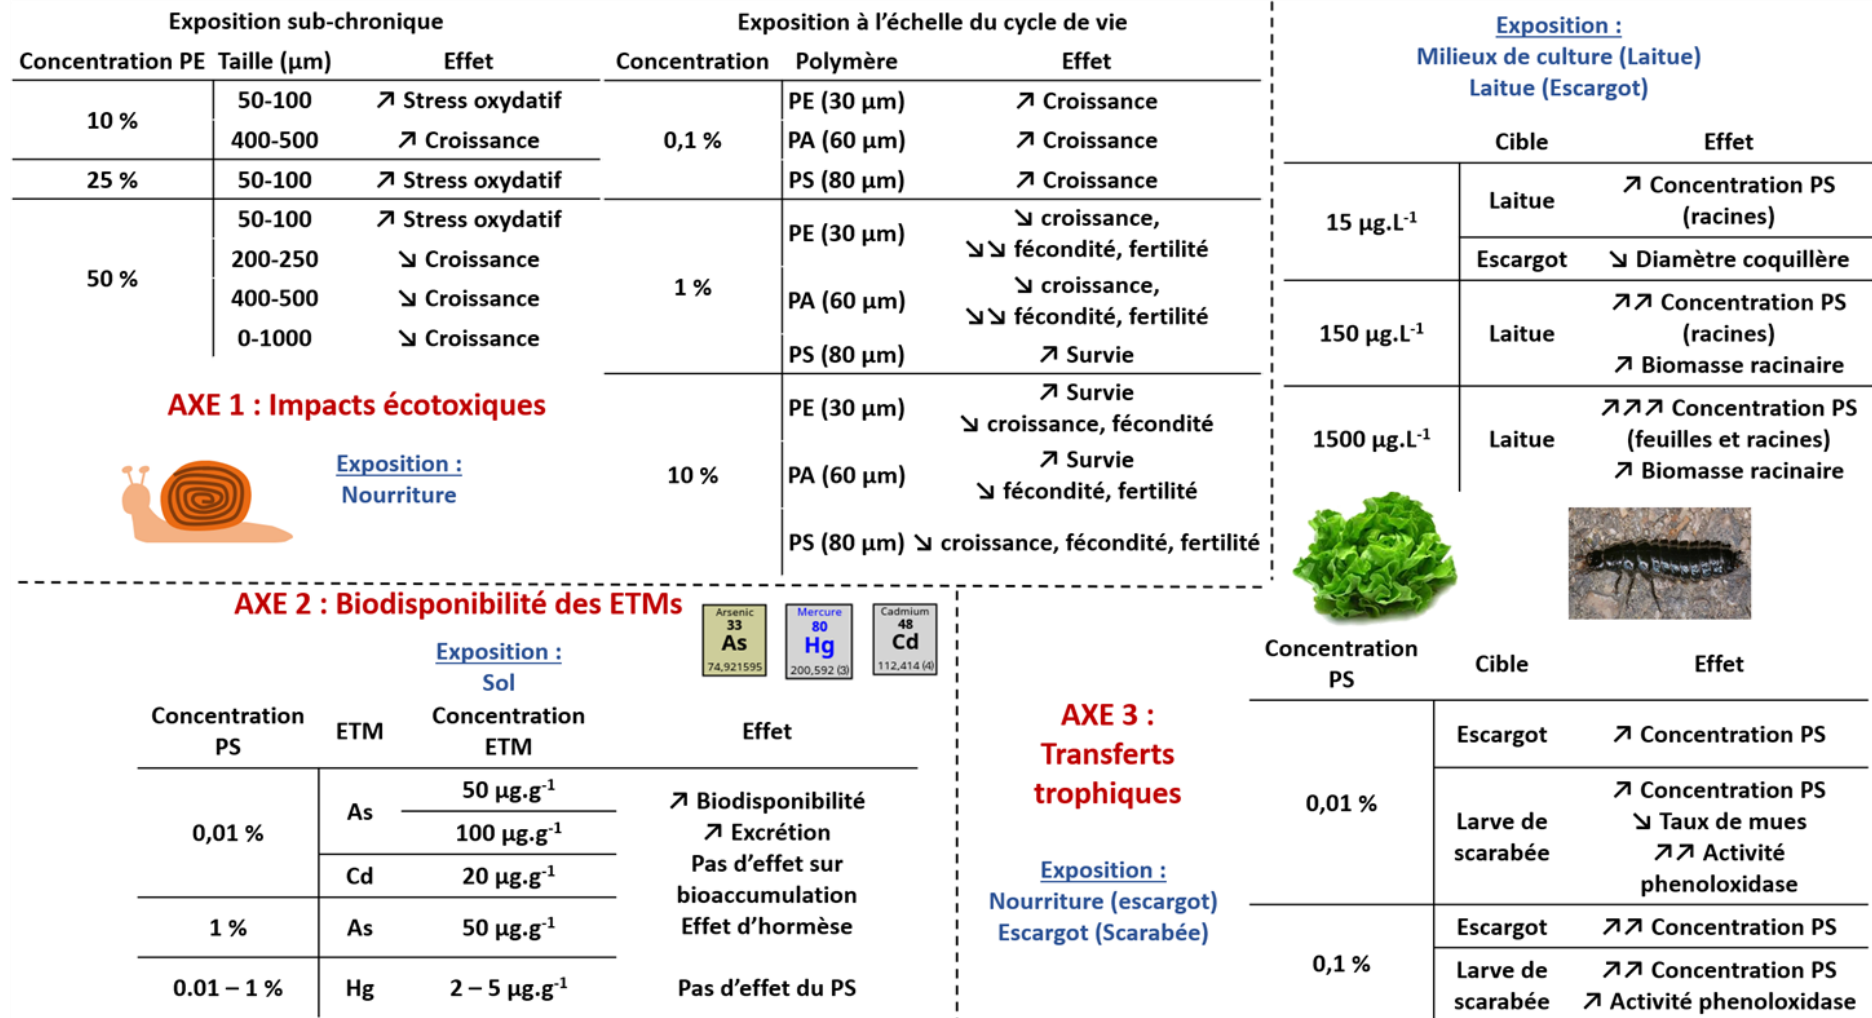 Exposition sub-chronique
Concentration PE Taille (µm) Effet
10 %
50-100 ↗ Stress oxydatif
400-500 ↗ Croissance
25 % 50-100 ↗ Stress oxydatif
50 %
50-100 ↗ Stress oxydatif
200-250 ↘ Croissance
400-500 ↘ Croissance
0-1000 ↘ Croissance
AXE 1 : Impacts écotoxiques
Exposition :
Nourriture
Exposition à l’échelle du cycle de vie
Concentration Polymère Effet
0,1 %
PE (30 µm) ↗ Croissance
PA (60 µm) ↗ Croissance
PS (80 µm) ↗ Croissance
1 %
PE (30 µm)
↘ croissance,
↘↘ fécondité, fertilité
PA (60 µm)
↘ croissance,
↘↘ fécondité, fertilité
PS (80 µm) ↗ Survie
10 %
PE (30 µm)
↗ Survie
↘ croissance, fécondité
PA (60 µm)
↗ Survie
↘ fécondité, fertilité
PS (80 µm) ↘ croissance, fécondité, fertilité
Exposition :
Milieux de culture (Laitue)
Laitue (Escargot)
Cible Effet
15 µg.L-1
Laitue
↗ Concentration PS
(racines)
Escargot ↘ Diamètre coquillère
150 µg.L-1
Laitue
↗↗ Concentration PS
(racines)
↗ Biomasse racinaire
1500 µg.L-1
Laitue
↗↗↗ Concentration PS
(feuilles et racines)
↗ Biomasse racinaire
AXE 2 : Biodisponibilité des ETMs
Arsenic
33
As
74,921595
Mercure
80
Hg
200,592 (3)
Cadmium
48
Cd
112,414 (4)
Exposition :
Sol
Concentration
PS
ETM
Concentration
ETM
Effet
0,01 %
As
50 µg.g-1
100 µg.g-1
Cd 20 µg.g-1
1 % As 50 µg.g-1
↗ Biodisponibilité
↗ Excrétion
Pas d’effet sur
bioaccumulation
Effet d’hormèse
0.01 – 1 % Hg 2 – 5 µg.g-1 Pas d’effet du PS
AXE 3 :
Transferts
trophiques
Exposition :
Nourriture (escargot)
Escargot (Scarabée)
Concentration
PS
Cible Effet
0,01 %
Escargot ↗ Concentration PS
Larve de
scarabée
↗ Concentration PS
↘ Taux de mues
↗↗ Activité
phenoloxidase
0,1 %
Escargot ↗↗ Concentration PS
Larve de
scarabée
↗↗ Concentration PS
↗ Activité phenoloxidase